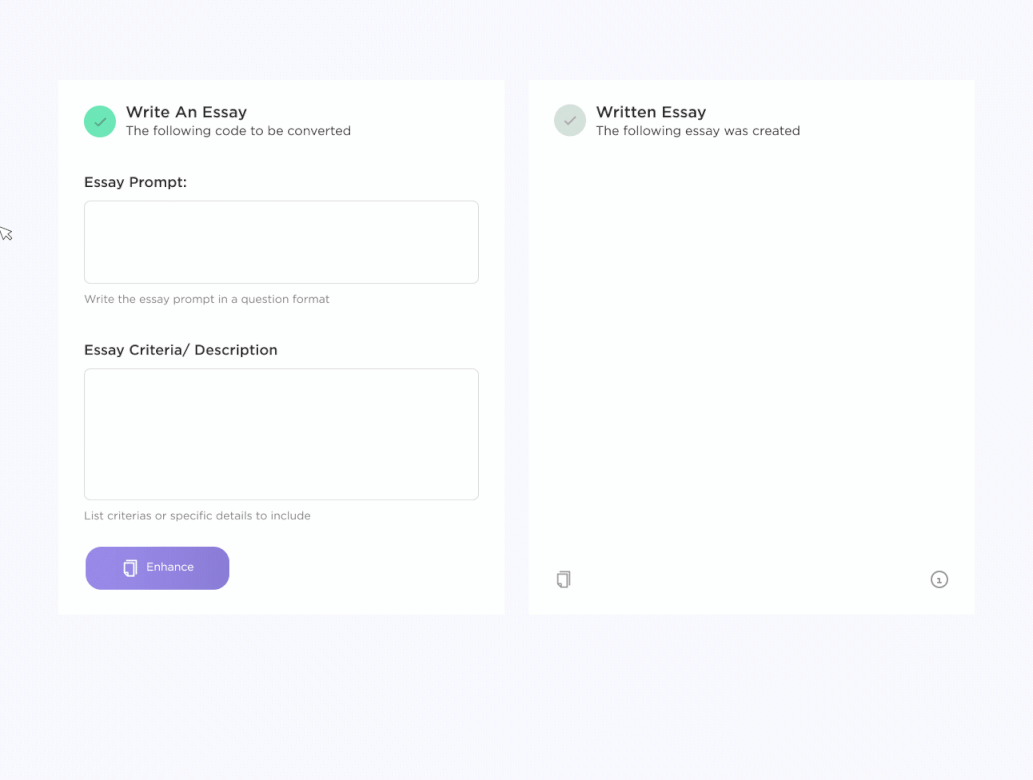 Write An Essay
The following code to be converted
Essay Prompt:
Write the essay prompt in a question format
Essay Criteria/ Description
List criterias or specific details to include
Enhance
Written Essay
The following essay was created
1